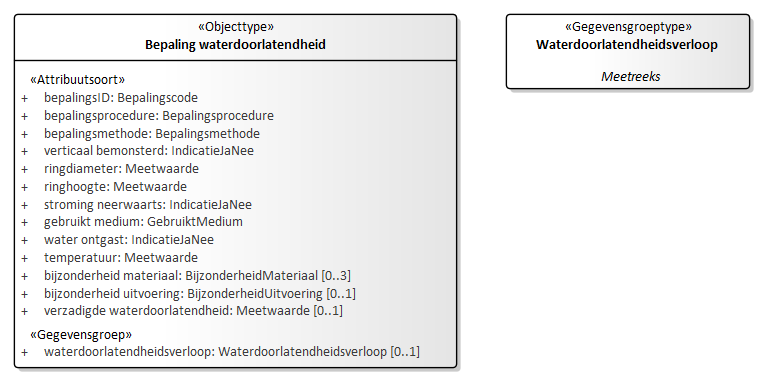 «Objecttype»
Bepaling waterdoorlatendheid
«Attribuutsoort»
+ bepalingsID: Bepalingscode
+ bepalingsprocedure: Bepalingsprocedure
+ bepalingsmethode: Bepalingsmethode
+ verticaal bemonsterd: IndicatieJaNee
+ ringdiameter: Meetwaarde
+ ringhoogte: Meetwaarde
+ stroming neerwaarts: IndicatieJaNee
+ gebruikt medium: GebruiktMedium
+ water ontgast: IndicatieJaNee
+ temperatuur: Meetwaarde
+ bijzonderheid materiaal: BijzonderheidMateriaal [0..3]
+ bijzonderheid uitvoering: BijzonderheidUitvoering [0..1]
+ verzadigde waterdoorlatendheid: Meetwaarde [0..1]
«Gegevensgroep»
+ waterdoorlatendheidsverloop: Waterdoorlatendheidsverloop [0..1]
«Gegevensgroeptype»
Waterdoorlatendheidsverloop
Meetreeks